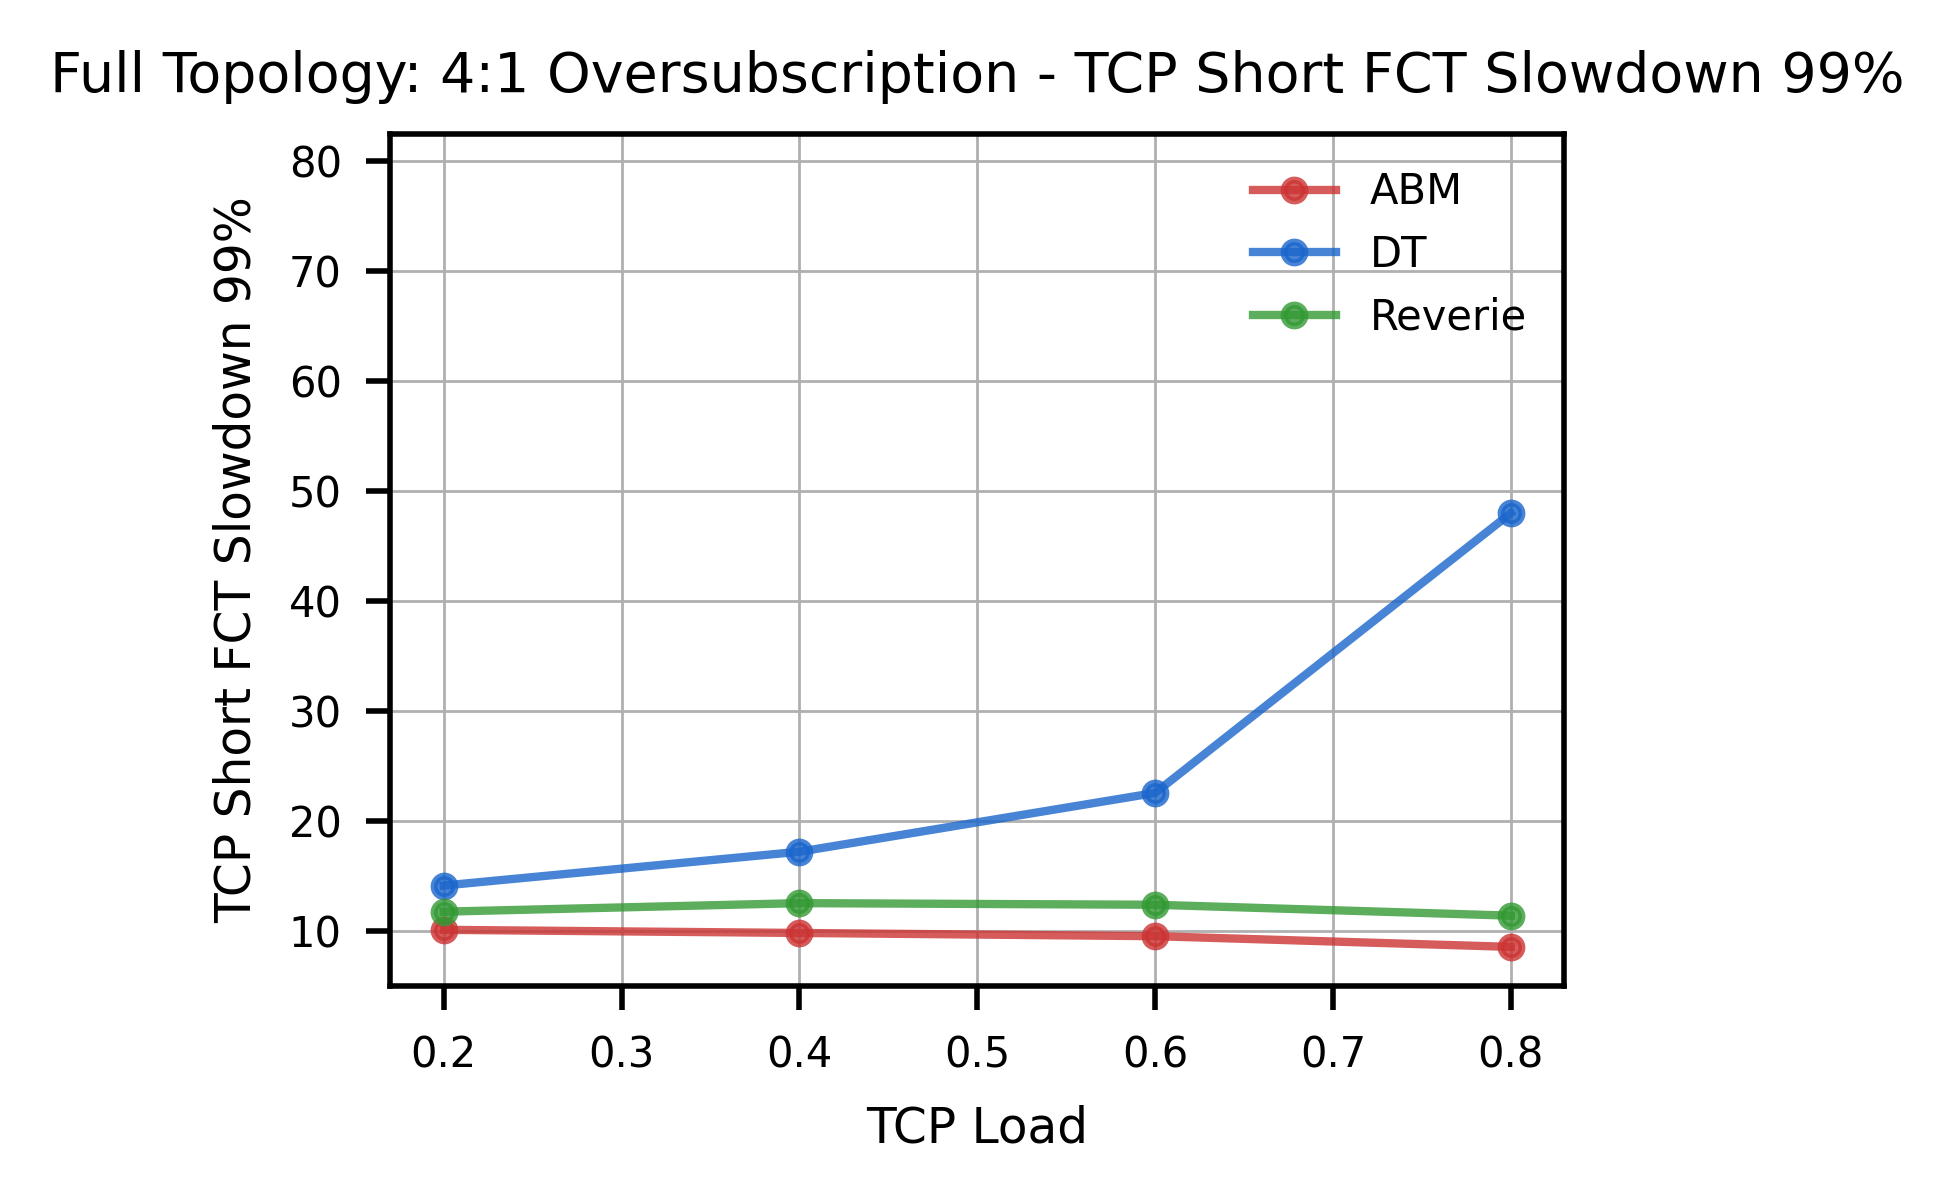 Full Topology: 4:1 Oversubscription - TCP Short FCT Slowdown 99%
TCP Short FCT Slowdown 99%
80
70
60
50
40
30
20
10
ABM
DT
Reverie
0.2 0.3 0.4 0.5 0.6 0.7 0.8
TCP Load